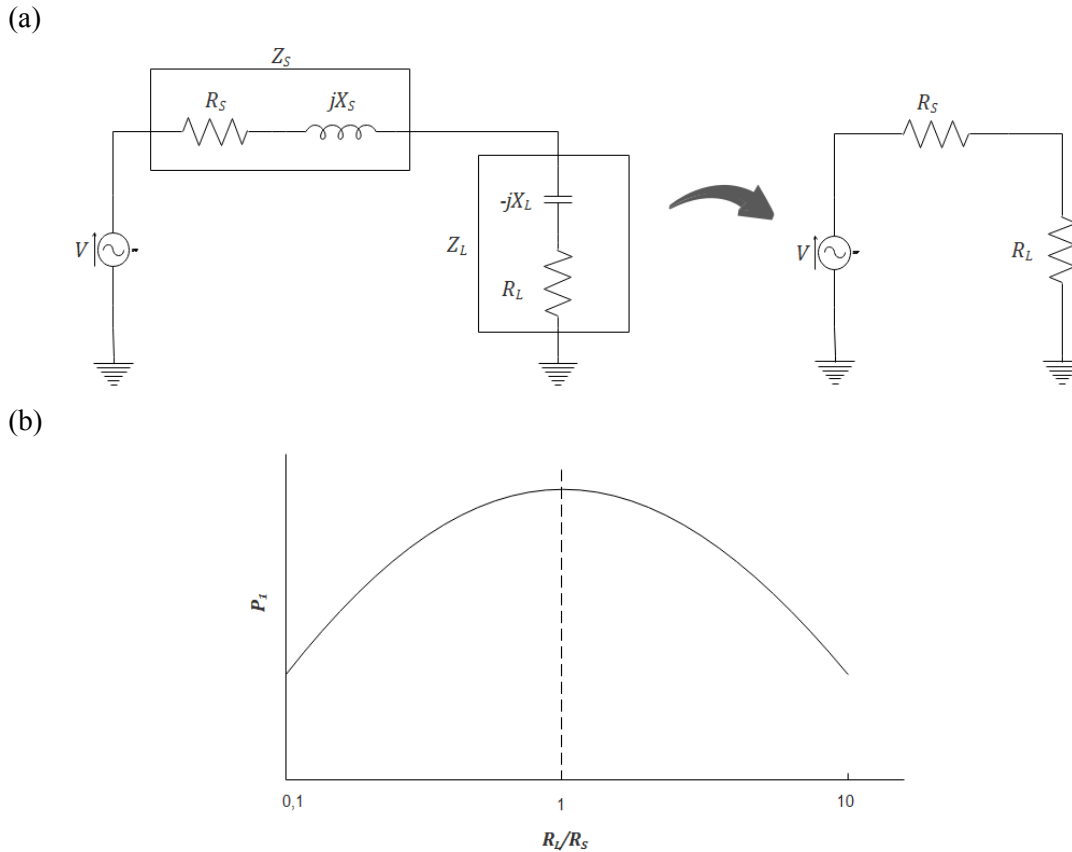 (a)
Z_S
R_S
jX_S
V
-jX_L
Z_L
R_L
R_S
V
R_L
(b)
P_1
0,1
1
10
R_L/R_S